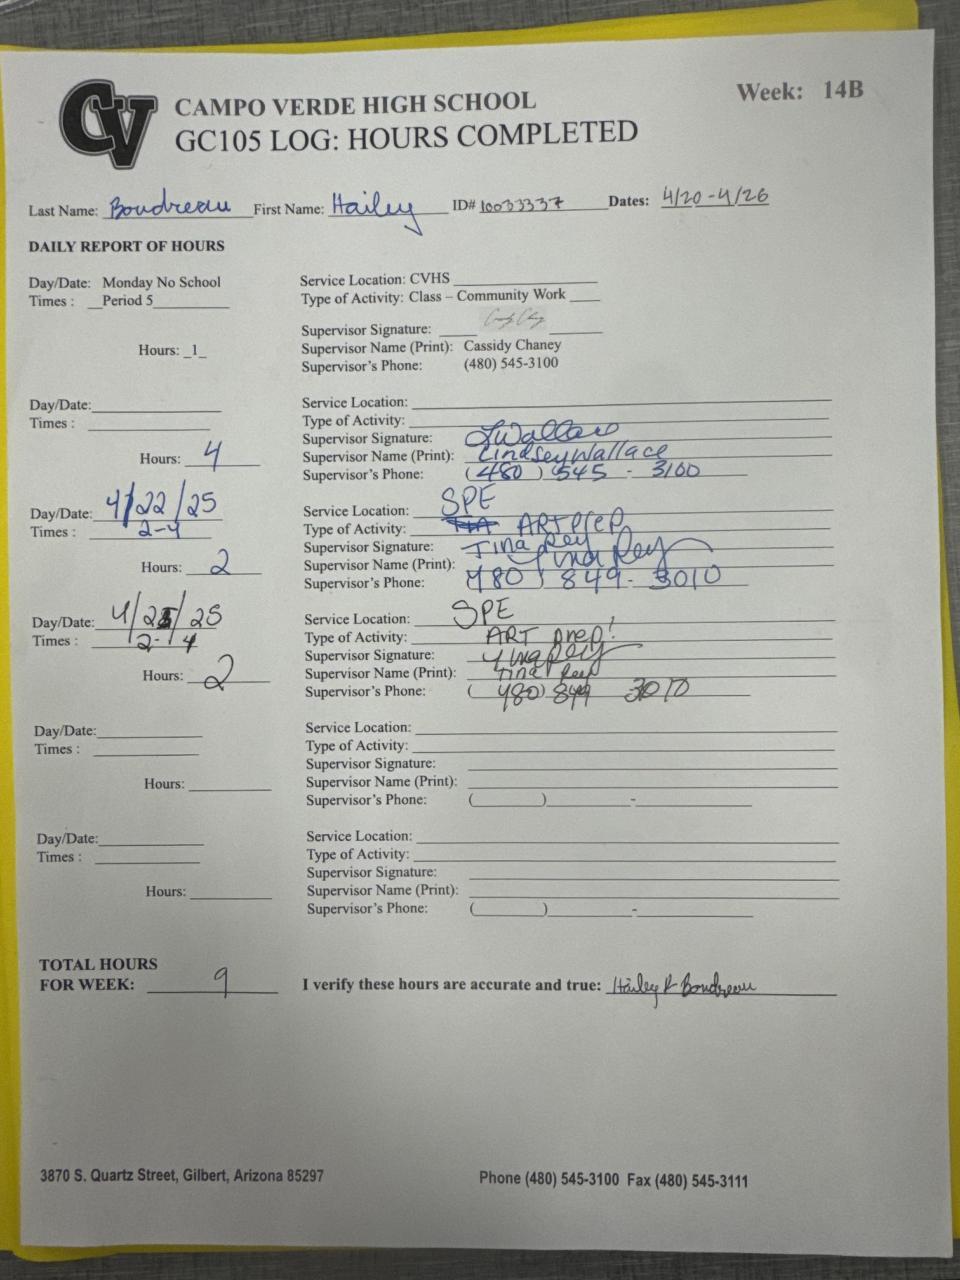 CV
CAMPO VERDE HIGH SCHOOL
Week: 14B
GC105 LOG: HOURS COMPLETED
Last Name: Boudreau First Name: Hailey ID# 10033337 Dates: 4/20-4/26
DAILY REPORT OF HOURS
Day/Date: Monday No School
Service Location: CVHS
Times : Period 5
Type of Activity: Class – Community Work
Supervisor Signature:
Hours: 1
Supervisor Name (Print): Cassidy Chaney
Supervisor's Phone: (480) 545-3100
Day/Date:
Service Location:
Times :
Type of Activity:
Supervisor Signature: LWallace
Hours: 4
Supervisor Name (Print): Lindsey Wallace
Supervisor's Phone: (480) 545 - 3100
Day/Date: 4/22/25
Service Location: SPE
Times : 2-4
Type of Activity: ART prep
Supervisor Signature: Tina Rey
Hours: 2
Supervisor Name (Print): Tina Rey
Supervisor's Phone: (480) 849-3010
Day/Date: 4/25/25
Service Location: SPE
Times : 2-4
Type of Activity: ART prep!
Supervisor Signature: Tina Rey
Hours: 2
Supervisor Name (Print): Tina Rey
Supervisor's Phone: (480) 849 3010
Day/Date:
Service Location:
Times :
Type of Activity:
Supervisor Signature:
Hours:
Supervisor Name (Print):
Supervisor's Phone: ( ) -
Day/Date:
Service Location:
Times :
Type of Activity:
Supervisor Signature:
Hours:
Supervisor Name (Print):
Supervisor's Phone: ( ) -
TOTAL HOURS
FOR WEEK: 9
I verify these hours are accurate and true: Hailey R Boudreau
3870 S. Quartz Street, Gilbert, Arizona 85297
Phone (480) 545-3100 Fax (480) 545-3111